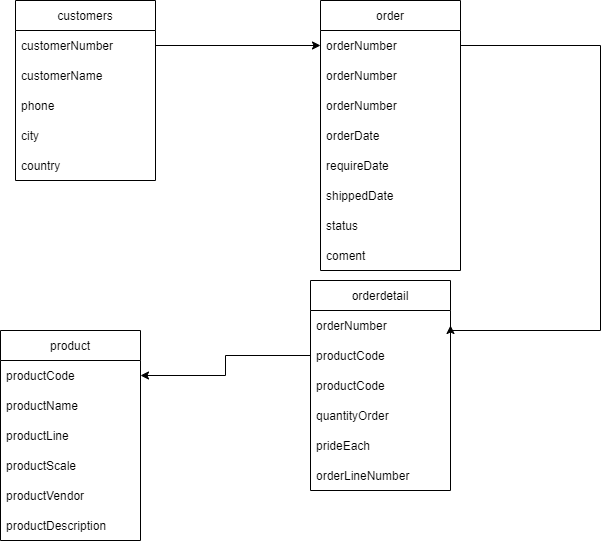 customers
customerNumber
customerName
phone
city
country
order
orderNumber
orderNumber
orderNumber
orderDate
requireDate
shippedDate
status
coment
orderdetail
orderNumber
productCode
productCode
quantityOrder
prideEach
orderLineNumber
product
productCode
productName
productLine
productScale
productVendor
productDescription